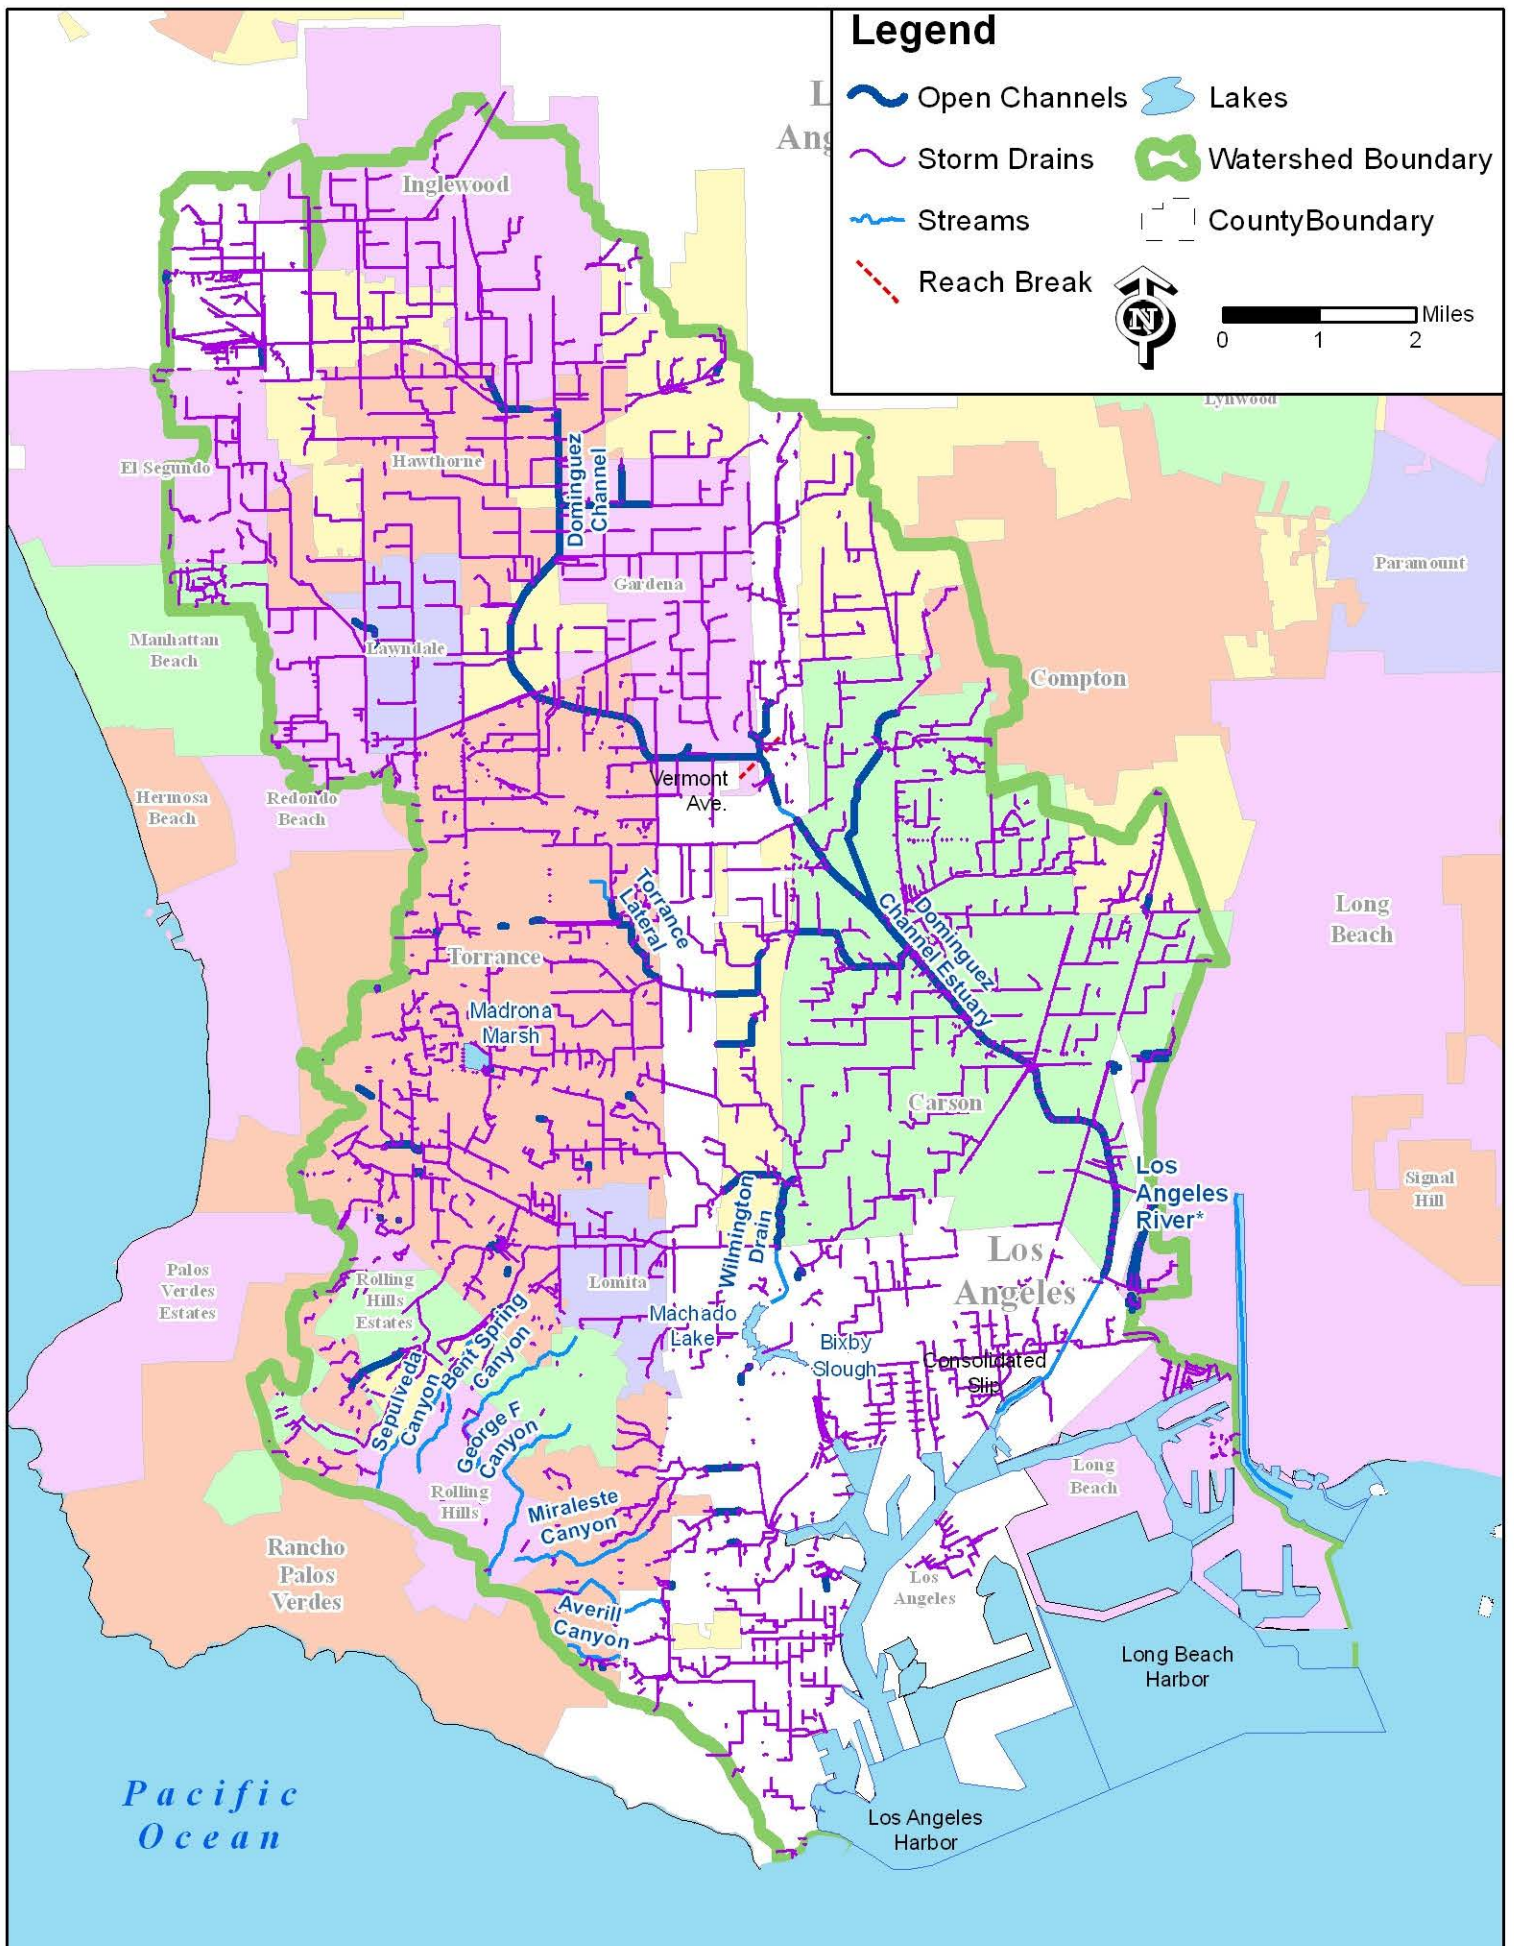 Legend
Open Channels
Lakes
Storm Drains
Watershed Boundary
Streams
CountyBoundary
Reach Break
N
Miles
0 1 2
L
Ang
Inglewood
Lynwood
El Segundo
Hawthorne
Dominguez
Channel
Paramount
Gardena
Manhattan
Beach
Lawndale
Compton
Vermont
Ave.
Hermosa
Beach
Redondo
Beach
Torrance
Lateral
Dominguez
Channel Estuary
Long
Beach
Torrance
Madrona
Marsh
Carson
Los
Angeles
River*
Signal
Hill
Wilmington
Drain
Los
Angeles
Palos
Verdes
Estates
Rolling
Hills
Estates
Lomita
Machado
Lake
Bixby
Slough
Consolidated
Slip
Bent Spring
Canyon
Sepulveda
Canyon
George F
Canyon
Rolling
Hills
Miraleste
Canyon
Long
Beach
Rancho
Palos
Verdes
Averill
Canyon
Los
Angeles
Long Beach
Harbor
Pacific
Ocean
Los Angeles
Harbor